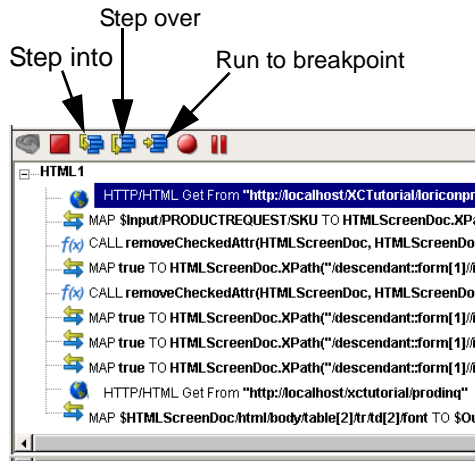 Step over
Step into
Run to breakpoint
HTML1
HTTP/HTML Get From "http://localhost/XCTutorial/loriconpr
MAP $Input/PRODUCTREQUEST/SKU TO HTMLScreenDoc.XPa
f(x) CALL removeCheckedAttr(HTMLScreenDoc, HTMLScreenDo
MAP true TO HTMLScreenDoc.XPath("/descendant::form[1]//i
f(x) CALL removeCheckedAttr(HTMLScreenDoc, HTMLScreenDo
MAP true TO HTMLScreenDoc.XPath("/descendant::form[1]//i
MAP true TO HTMLScreenDoc.XPath("/descendant::form[1]//i
MAP true TO HTMLScreenDoc.XPath("/descendant::form[1]//i
HTTP/HTML Get From "http://localhost/xctutorial/prodinq"
MAP $HTMLScreenDoc/html/body/table[2]/tr/td[2]/font TO $Ou